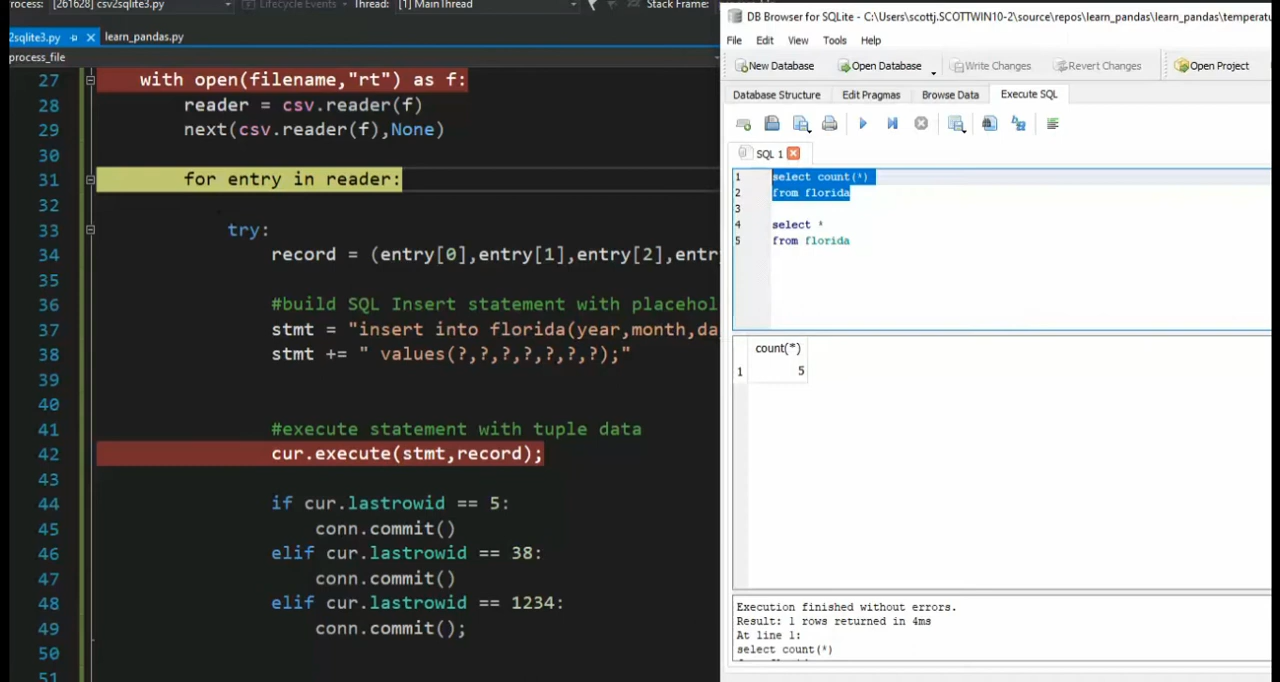 rocess: [261628] csv2sqlite3.py Lifecycle Events Thread: [1] MainThread Stack Frame:
2sqlite3.py learn_pandas.py
process_file
27 with open(filename,"rt") as f:
28 reader = csv.reader(f)
29 next(csv.reader(f),None)
30
31 for entry in reader:
32
33 try:
34 record = (entry[0],entry[1],entry[2],entr
35
36 #build SQL Insert statement with placehol
37 stmt = "insert into florida(year,month,da
38 stmt += " values(?,?,?,?,?,?,?);"
39
40
41 #execute statement with tuple data
42 cur.execute(stmt,record);
43
44 if cur.lastrowid == 5:
45 conn.commit()
46 elif cur.lastrowid == 38:
47 conn.commit()
48 elif cur.lastrowid == 1234:
49 conn.commit();
50
51
DB Browser for SQLite - C:\Users\scottj.SCOTTWIN10-2\source\repos\learn_pandas\learn_pandas\temperatu
File Edit View Tools Help
New Database Open Database Write Changes Revert Changes Open Project
Database Structure Edit Pragmas Browse Data Execute SQL
SQL 1
1 select count(*)
2 from florida
3
4 select *
5 from florida
count(*)
1 5
Execution finished without errors.
Result: 1 rows returned in 4ms
At line 1:
select count(*)